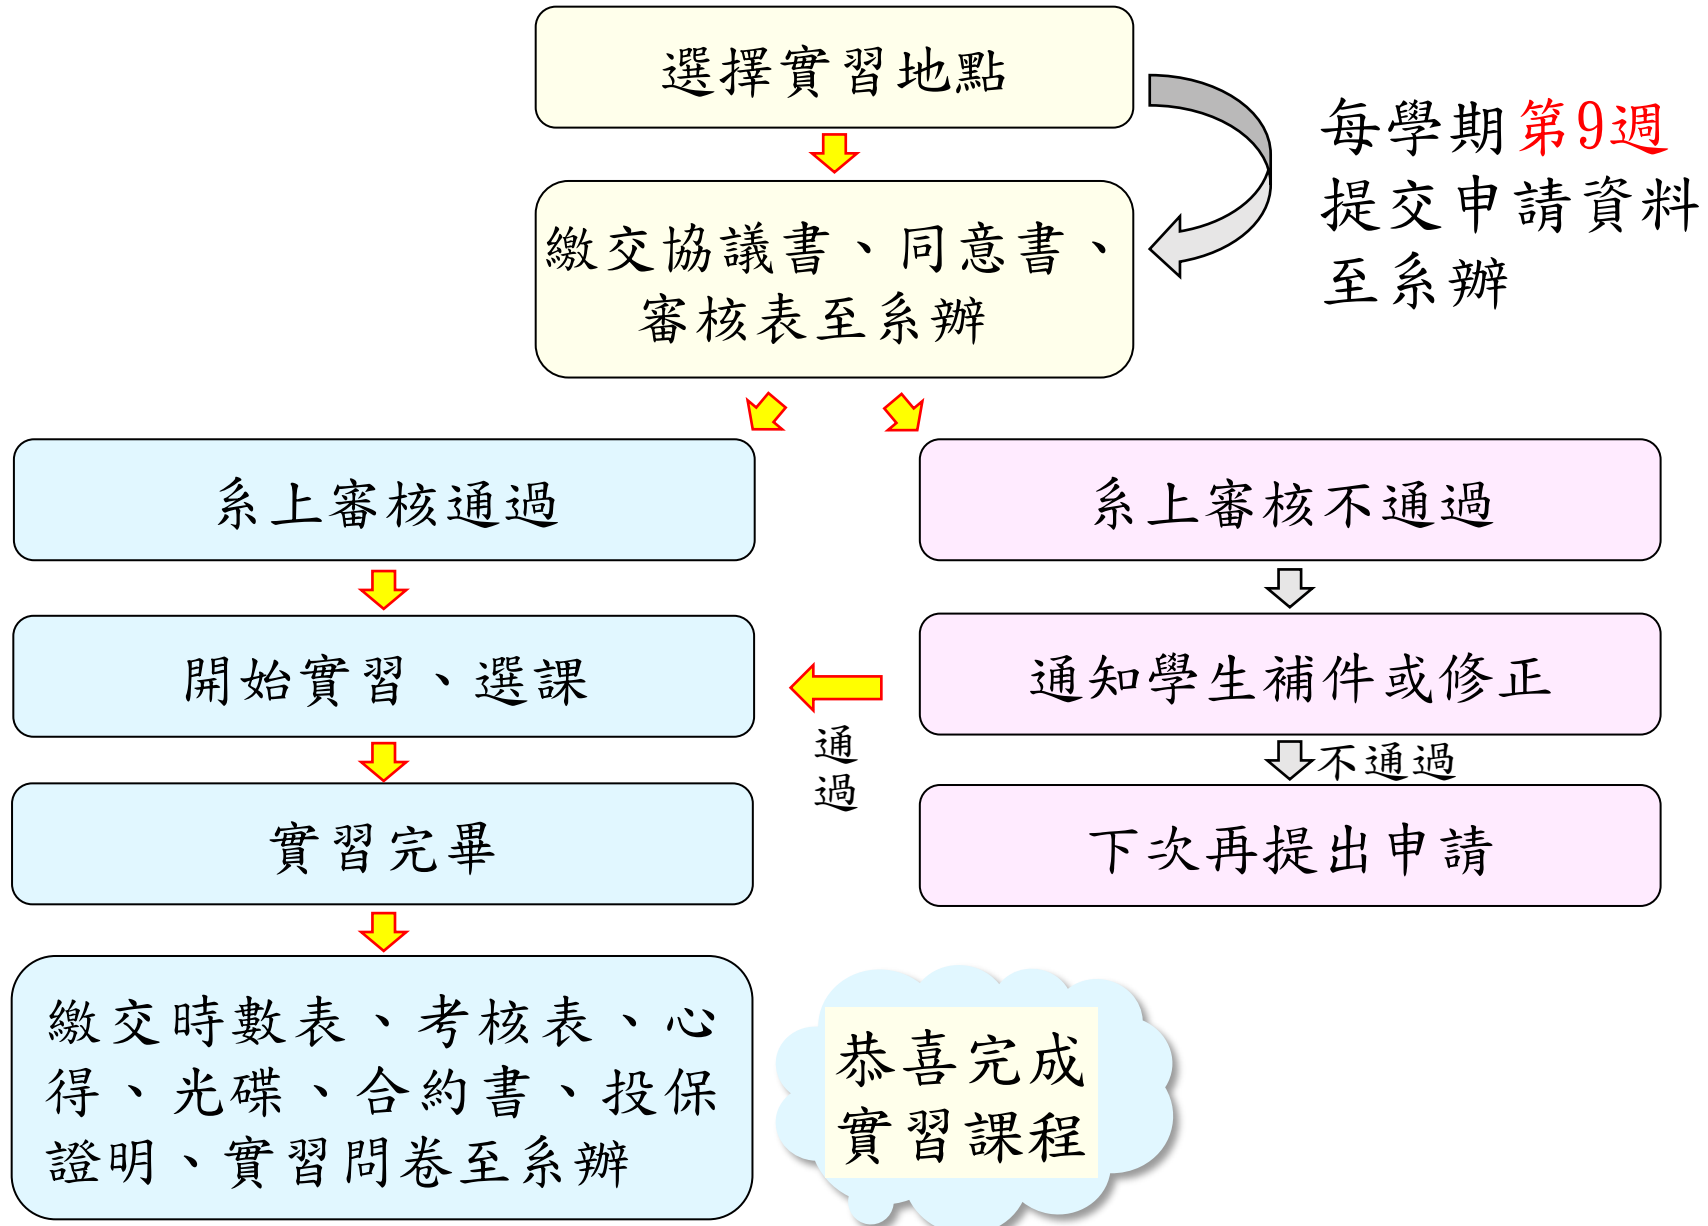 選擇實習地點
每學期第9週
提交申請資料
至系辦
繳交協議書、同意書、
審核表至系辦
系上審核通過
系上審核不通過
開始實習、選課
通知學生補件或修正
通過
不通過
實習完畢
下次再提出申請
繳交時數表、考核表、心
得、光碟、合約書、投保
證明、實習問卷至系辦
恭喜完成
實習課程